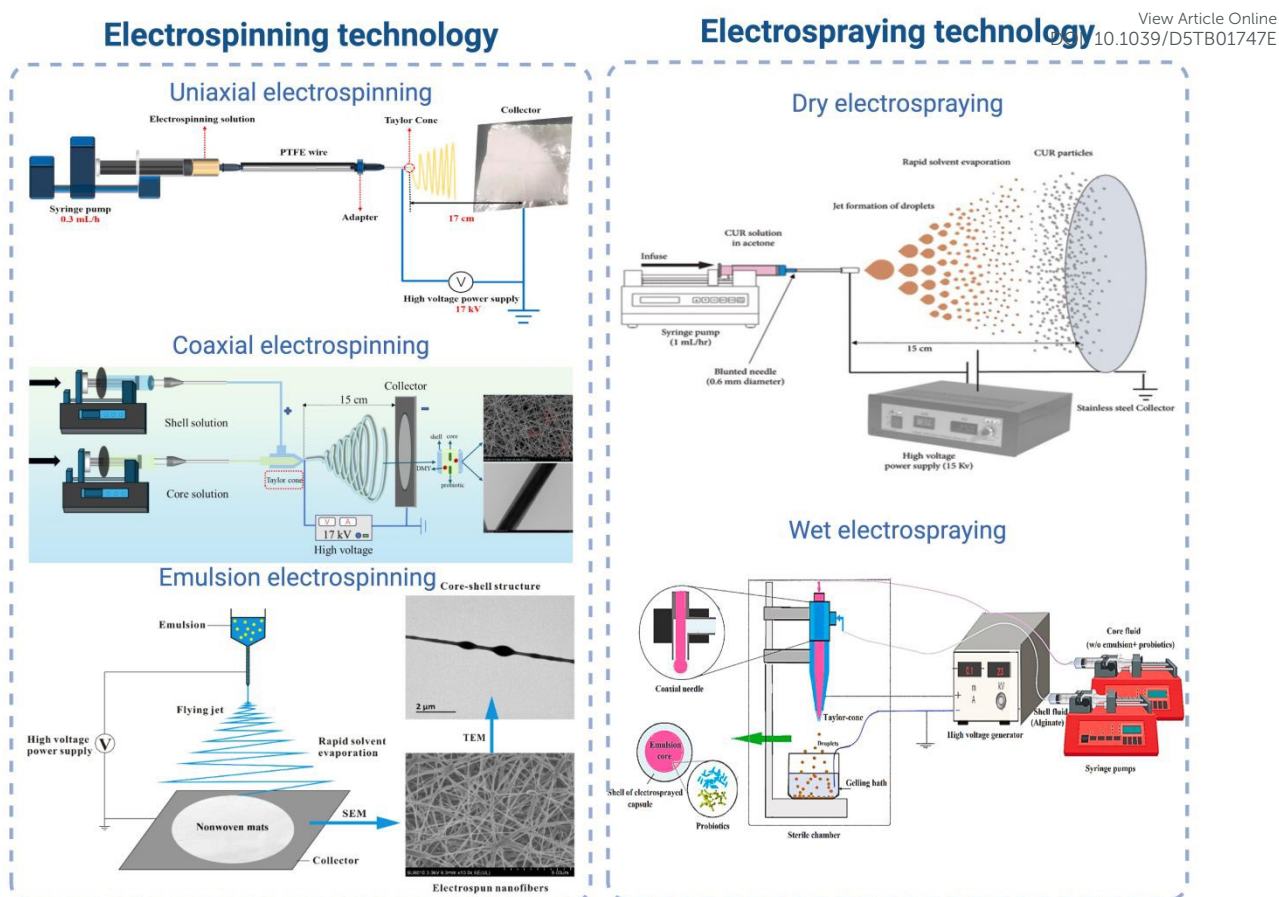 View Article Online
10.1039/D5TB01747E
Electrospinning technology
Uniaxial electrospinning
Electrospinning solution
PTFE wire
Taylor Cone
Collector
Syringe pump
0.3 mL/h
Adapter
17 cm
V
High voltage power supply
17 kV
Coaxial electrospinning
Shell solution
Core solution
Taylor cone
+
15 cm
Collector
-
shell
core
DMY
probiotic
V
A
17 kV
High voltage
Emulsion electrospinning
Emulsion
Flying jet
High voltage
power supply
V
Rapid solvent
evaporation
Nonwoven mats
Collector
SEM
TEM
Core-shell structure
2 μm
Electrospun nanofibers
Electrospraying technology
Dry electrospraying
CUR particles
Rapid solvent evaporation
Jet formation of droplets
CUR solution
in acetone
Infuse
Syringe pump
(1 mL/hr)
Blunted needle
(0.6 mm diameter)
15 cm
Stainless steel Collector
High voltage
power supply (15 Kv)
Wet electrospraying
Coaxial needle
Taylor-cone
Droplets
Gelling bath
Emulsion
core
Shell of electrosprayed
capsule
Probiotics
Sterile chamber
m
kV
A
+
-
High voltage generator
Core fluid
(w/o emulsion+ probiotics)
Shell fluid
(Alginate)
Syringe pumps